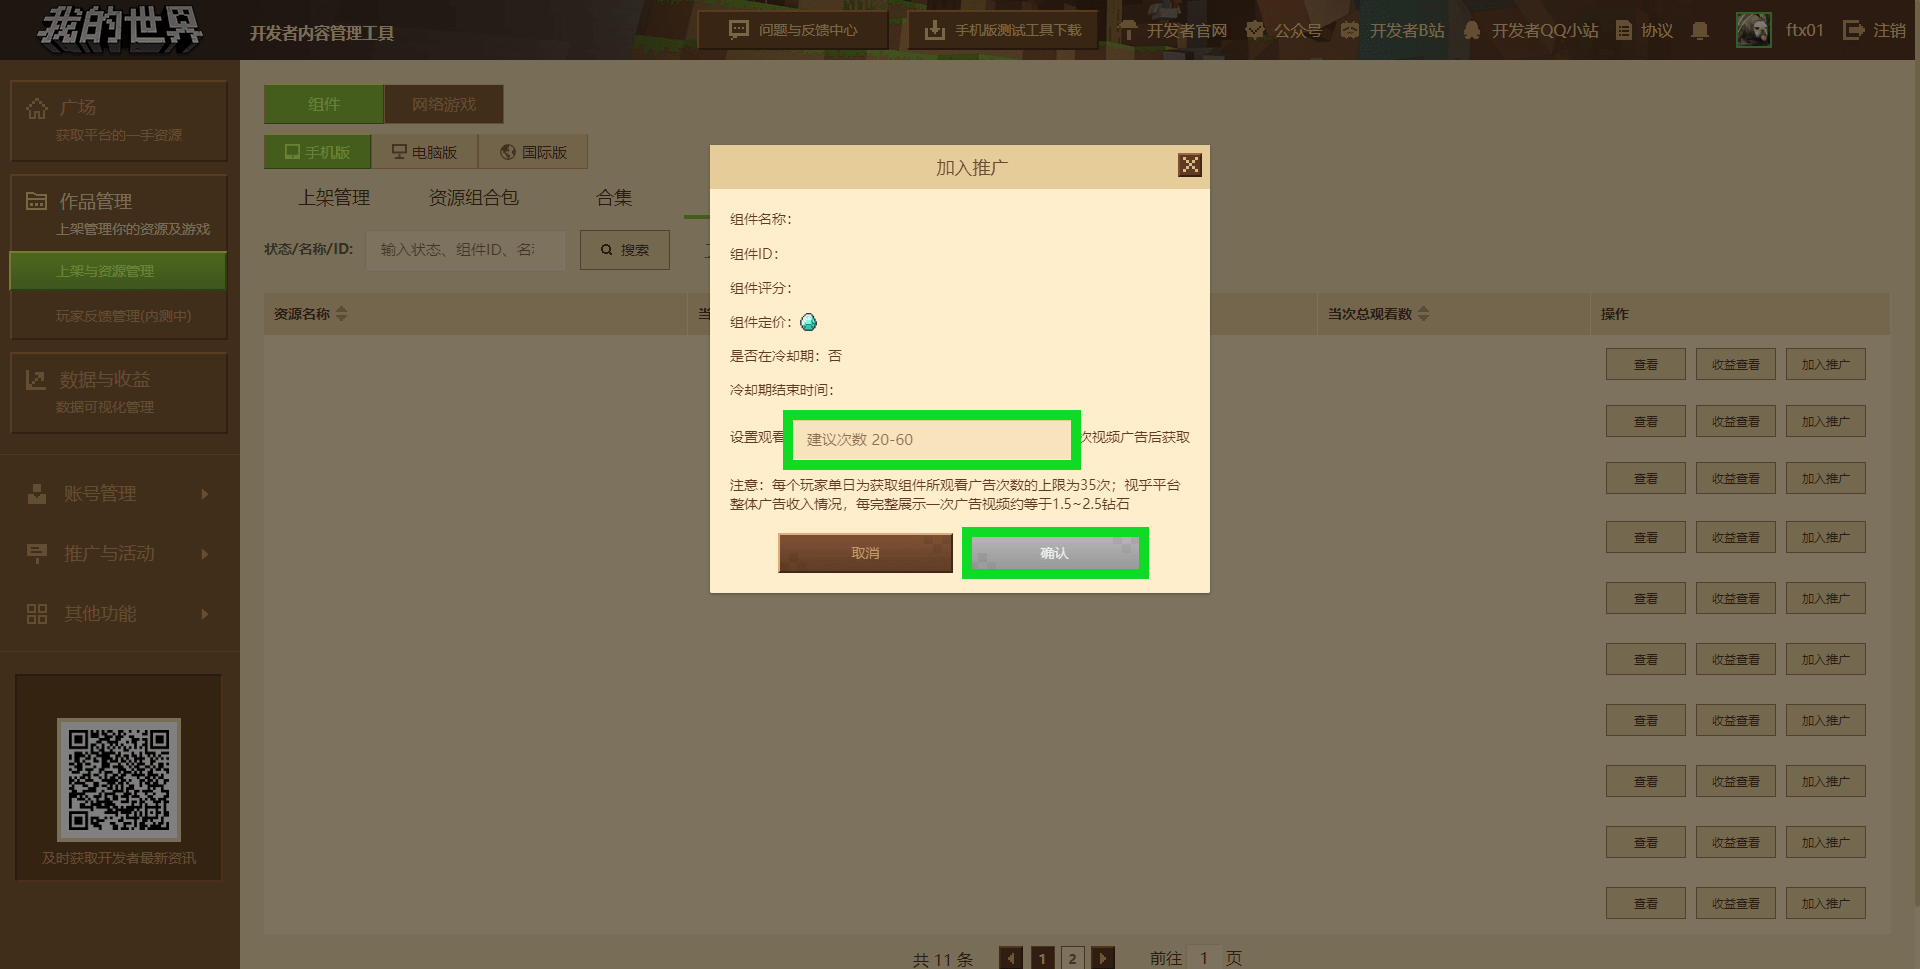 我的世界
开发者内容管理工具
问题与反馈中心
手机版测试工具下载
开发者官网
公众号
开发者B站
开发者QQ小站
协议
ftx01
注销
广场
获取平台的一手资源
作品管理
上架管理你的资源及游戏
上架与资源管理
玩家反馈管理(内测中)
数据与收益
数据可视化管理
账号管理
推广与活动
其他功能
及时获取开发者最新资讯
组件
网络游戏
手机版
电脑版
国际版
上架管理
资源组合包
合集
状态/名称/ID:
输入状态、组件ID、名
搜索
资源名称
当
当次总观看数
操作
查看 收益查看 加入推广
查看 收益查看 加入推广
查看 收益查看 加入推广
查看 收益查看 加入推广
查看 收益查看 加入推广
查看 收益查看 加入推广
查看 收益查看 加入推广
查看 收益查看 加入推广
查看 收益查看 加入推广
查看 收益查看 加入推广
共 11 条
1
2
前往 1 页
加入推广
组件名称：
组件ID：
组件评分：
组件定价：
是否在冷却期：否
冷却期结束时间：
设置观看 建议次数 20-60 次视频广告后获取
注意：每个玩家单日为获取组件所观看广告次数的上限为35次；视乎平台
整体广告收入情况，每完整展示一次广告视频约等于1.5~2.5钻石
取消
确认